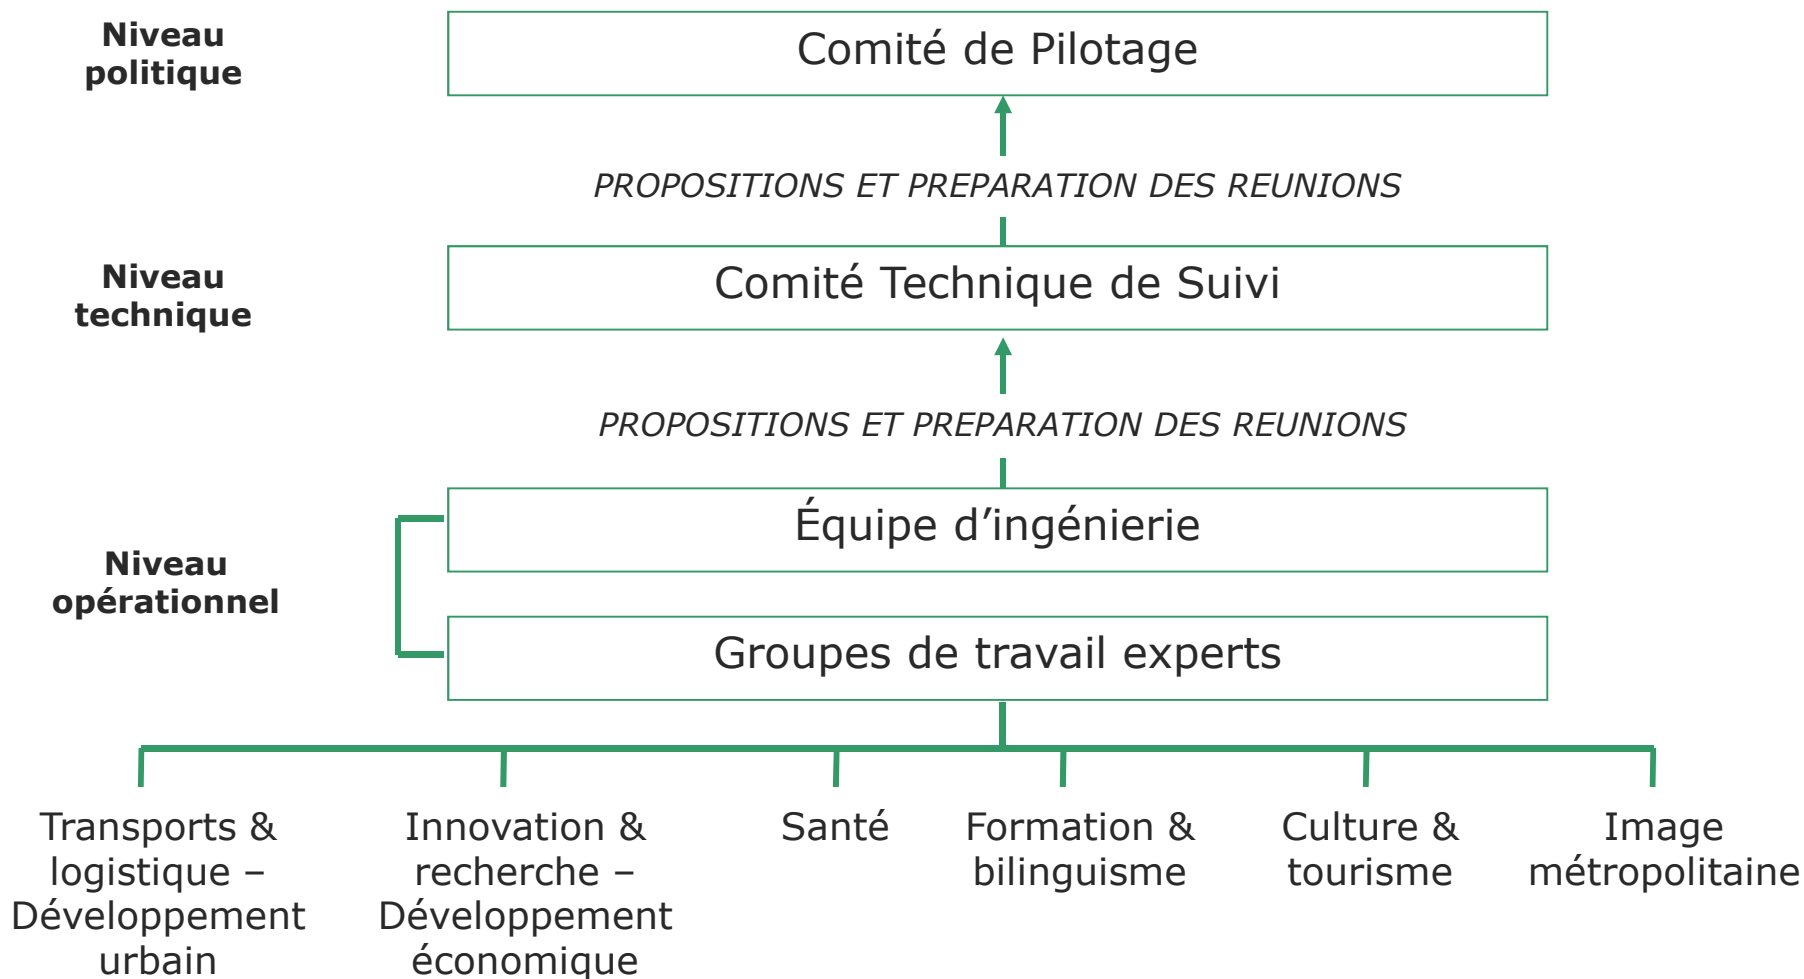 Niveau
politique
Comité de Pilotage
PROPOSITIONS ET PREPARATION DES REUNIONS
Niveau
technique
Comité Technique de Suivi
PROPOSITIONS ET PREPARATION DES REUNIONS
Équipe d’ingénierie
Niveau
opérationnel
Groupes de travail experts
Transports &
logistique –
Développement
urbain
Innovation &
recherche –
Développement
économique
Santé
Formation &
bilinguisme
Culture &
tourisme
Image
métropolitaine